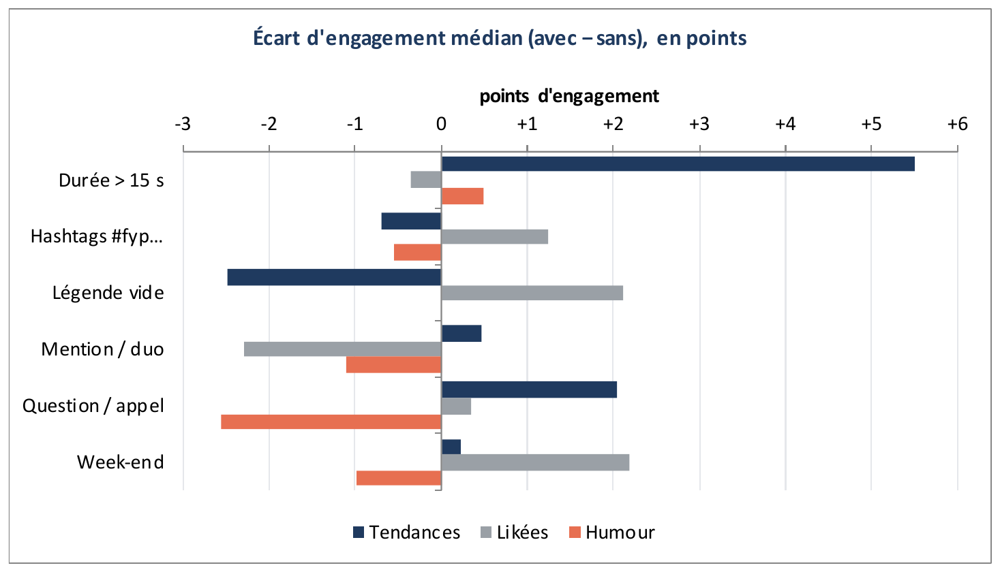 Écart d'engagement médian (avec – sans), en points
points d'engagement
-3 -2 -1 0 +1 +2 +3 +4 +5 +6
Durée > 15 s
Hashtags #fyp...
Légende vide
Mention / duo
Question / appel
Week-end
Tendances Likées Humour